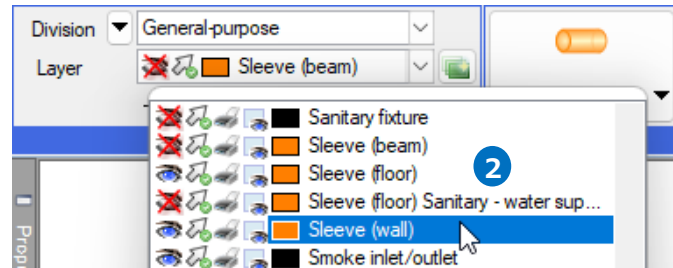 Division General-purpose
Layer Sleeve (beam)
Sanitary fixture
Sleeve (beam)
Sleeve (floor)
2
Sleeve (floor) Sanitary - water sup...
Sleeve (wall)
Smoke inlet/outlet
Prope